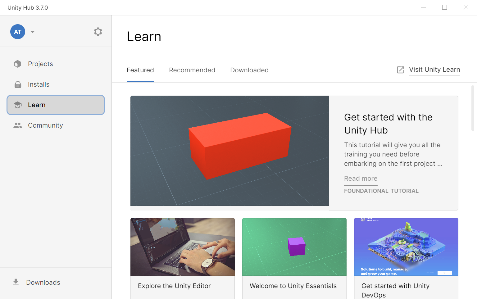 Unity Hub 3.7.0
AT
Learn
Projects
Installs
Learn
Community
Featured
Recommended
Downloaded
Visit Unity Learn
Get started with the
Unity Hub
This tutorial will give you all the
training you need before
embarking on the first project ...
Read more
FOUNDATIONAL TUTORIAL
Explore the Unity Editor
Welcome to Unity Essentials
Get started with Unity
DevOps
Downloads